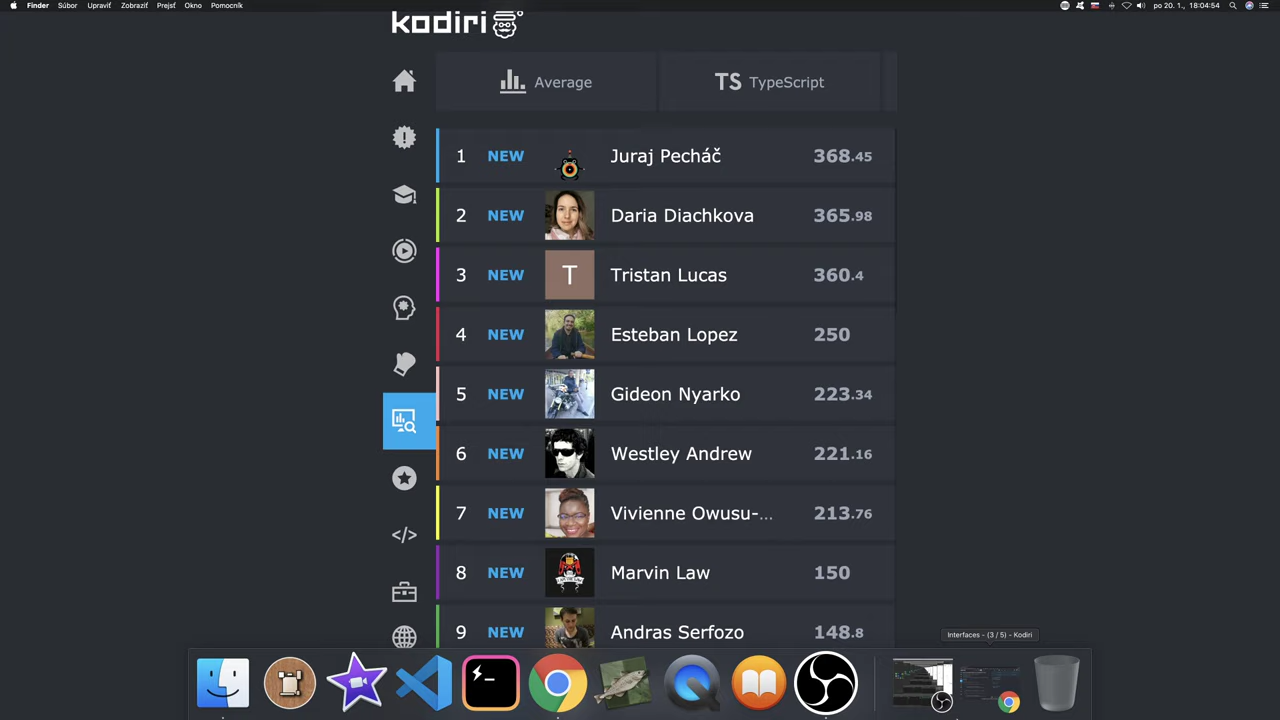 Finder Súbor Upraviť Zobraziť Prejsť Okno Pomocník po 20. 1., 18:04:54
kodiri
Average TS TypeScript
1 NEW Juraj Pecháč 368.45
2 NEW Daria Diachkova 365.98
3 NEW T Tristan Lucas 360.4
4 NEW Esteban Lopez 250
5 NEW Gideon Nyarko 223.34
6 NEW Westley Andrew 221.16
7 NEW Vivienne Owusu-... 213.76
8 NEW Marvin Law 150
9 NEW Andras Serfozo 148.8
Interfaces - (3 / 5) - Kodiri